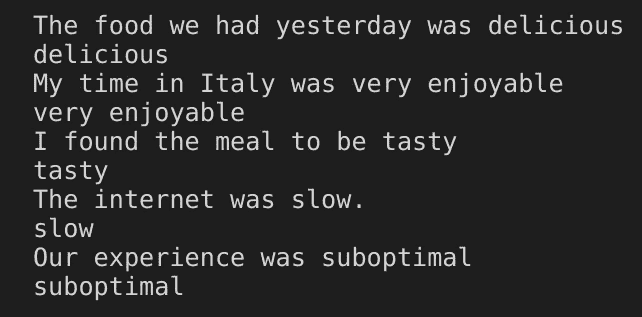 The food we had yesterday was delicious
delicious
My time in Italy was very enjoyable
very enjoyable
I found the meal to be tasty
tasty
The internet was slow.
slow
Our experience was suboptimal
suboptimal